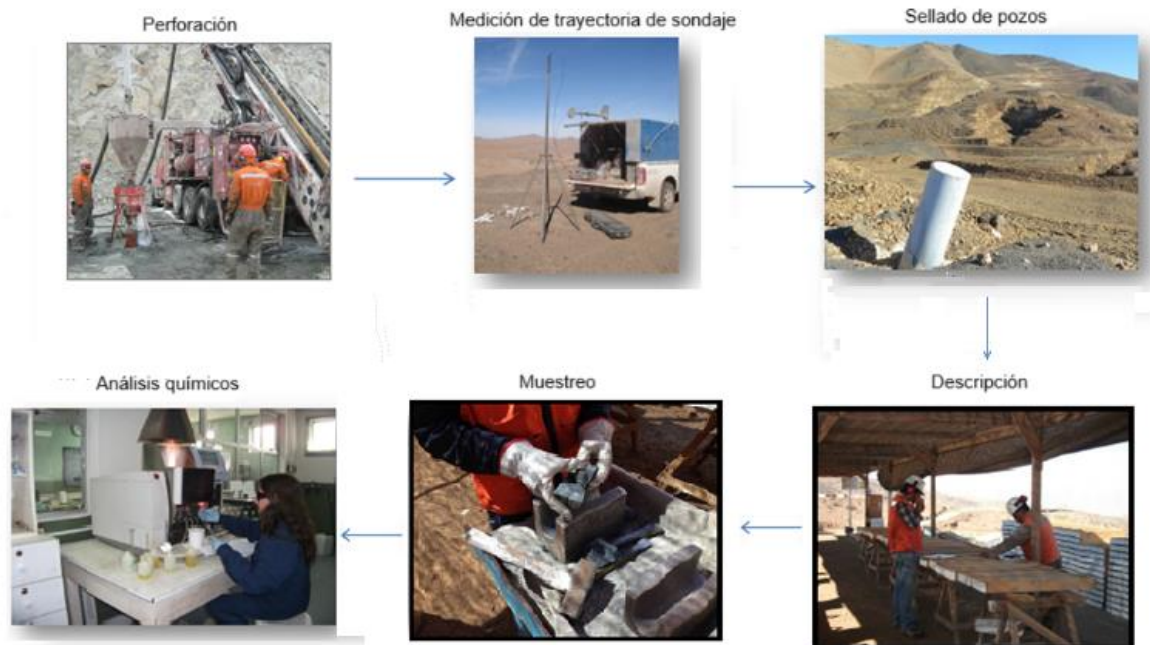 Perforación
Medición de trayectoria de sondaje
Sellado de pozos
Análisis químicos
Muestreo
Descripción